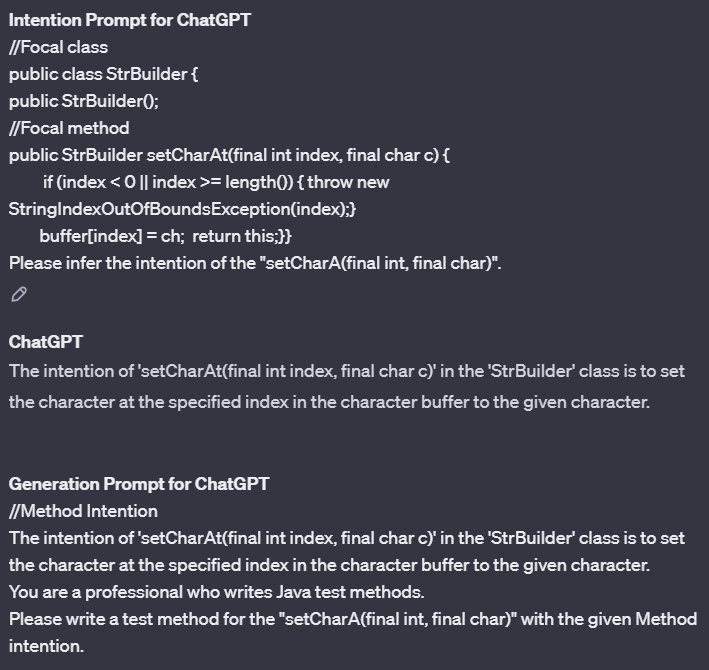 Intention Prompt for ChatGPT
//Focal class
public class StrBuilder {
public StrBuilder();
//Focal method
public StrBuilder setCharAt(final int index, final char c) {
if (index < 0 || index >= length()) { throw new
StringIndexOutOfBoundsException(index);}
buffer[index] = ch;  return this;}}
Please infer the intention of the "setCharA(final int, final char)".
ChatGPT
The intention of 'setCharAt(final int index, final char c)' in the 'StrBuilder' class is to set
the character at the specified index in the character buffer to the given character.
Generation Prompt for ChatGPT
//Method Intention
The intention of 'setCharAt(final int index, final char c)' in the 'StrBuilder' class is to set
the character at the specified index in the character buffer to the given character.
You are a professional who writes Java test methods.
Please write a test method for the "setCharA(final int, final char)" with the given Method
intention.